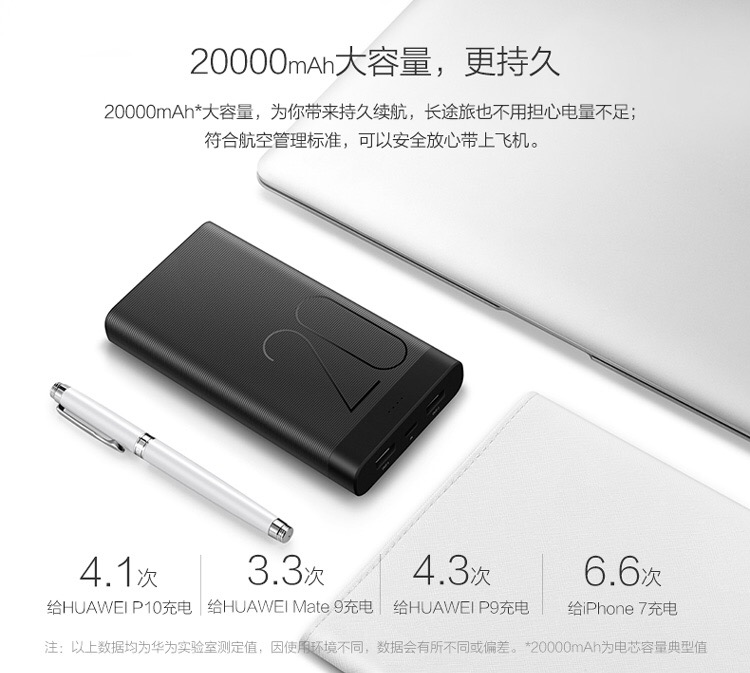 20000mAh大容量，更持久
20000mAh*大容量，为你带来持久续航，长途旅也不用担心电量不足；
符合航空管理标准，可以安全放心带上飞机。
20
4.1次
给HUAWEI P10充电
3.3次
给HUAWEI Mate 9充电
4.3次
给HUAWEI P9充电
6.6次
给iPhone 7充电
注：以上数据均为华为实验室测定值，因使用环境不同，数据会有所不同或偏差。*20000mAh为电芯容量典型值